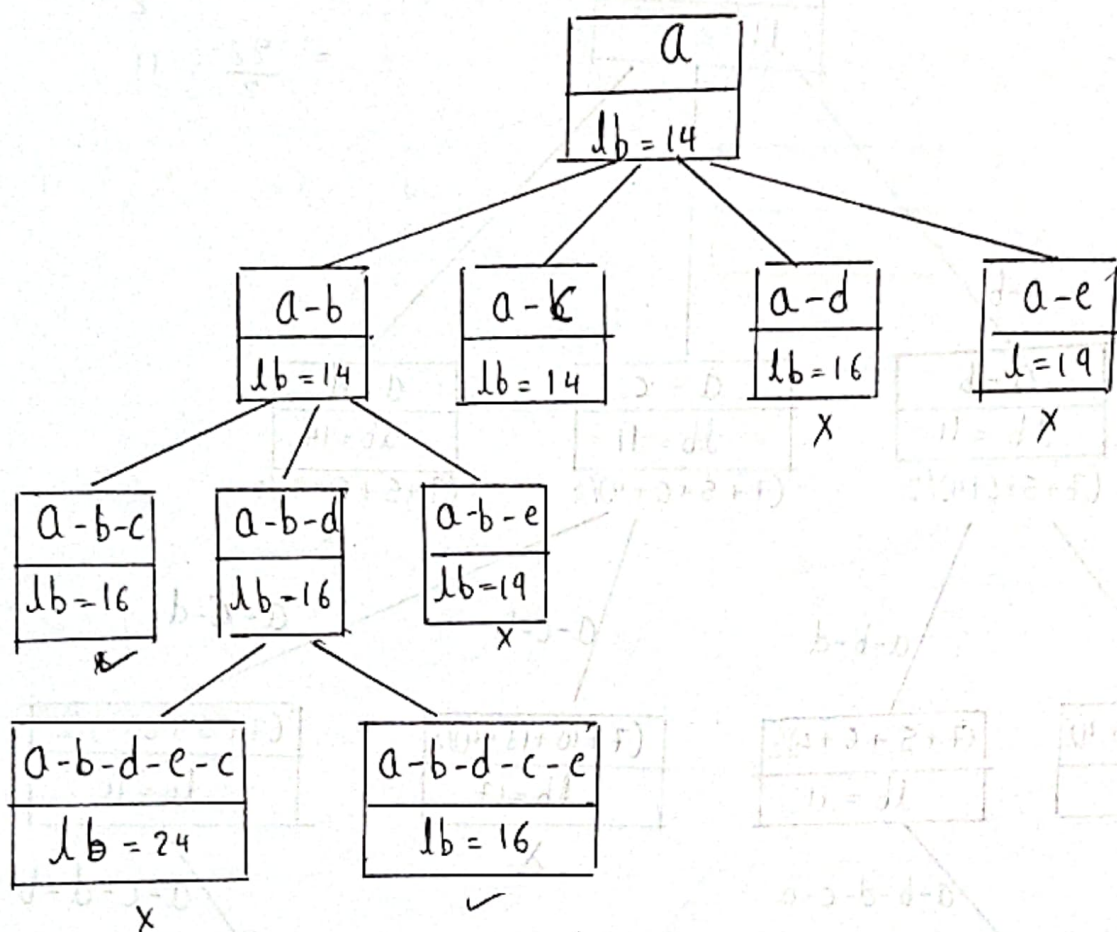 a
lb = 14
a-b
lb = 14
a-c
lb = 14
a-d
lb = 16
a-e
l = 19
x
x
a-b-c
lb = 16
a-b-d
lb = 16
a-b-e
lb = 19
✓
x
a-b-d-e-c
lb = 24
a-b-d-c-e
lb = 16
x
✓